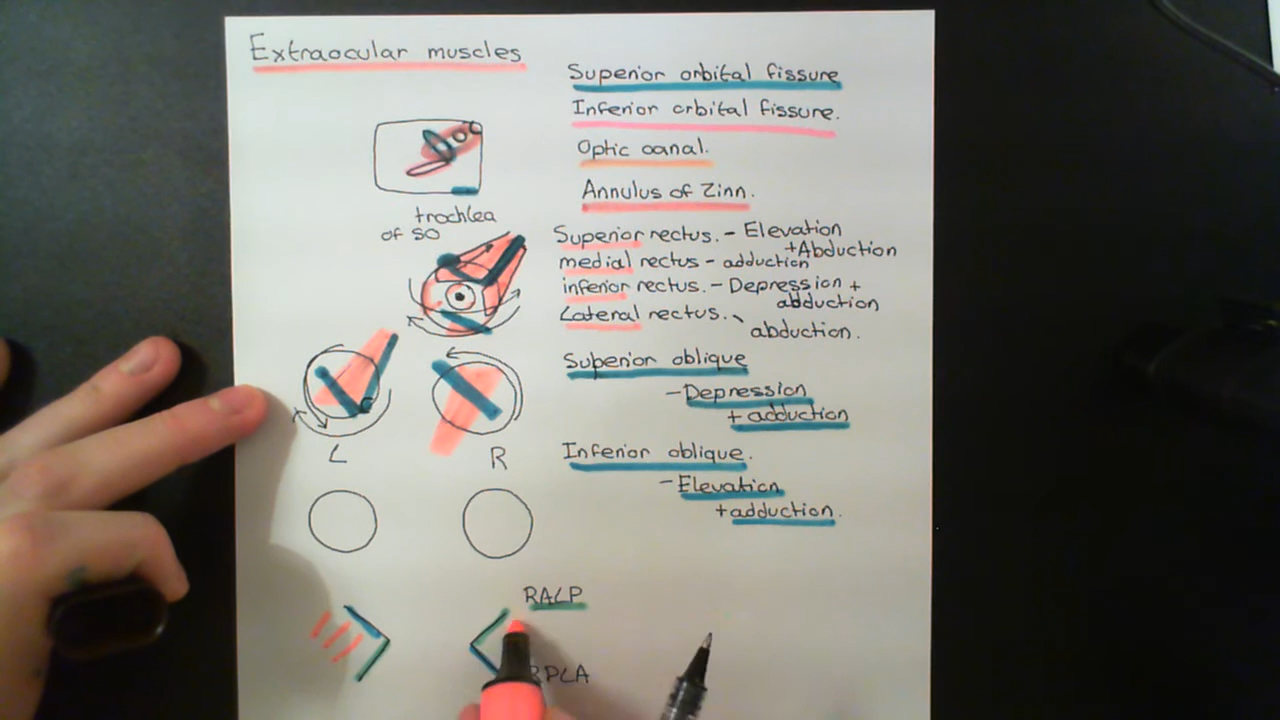 Extraocular muscles
Superior orbital fissure
Inferior orbital fissure.
Optic canal.
Annulus of Zinn.
trochlea
of SO
Superior rectus. - Elevation
+Abduction
medial rectus - adduction
inferior rectus. - Depression +
abduction
Lateral rectus.
abduction.
Superior oblique
- Depression
+ adduction
Inferior oblique.
- Elevation
+adduction.
L
R
RALP
RPLA